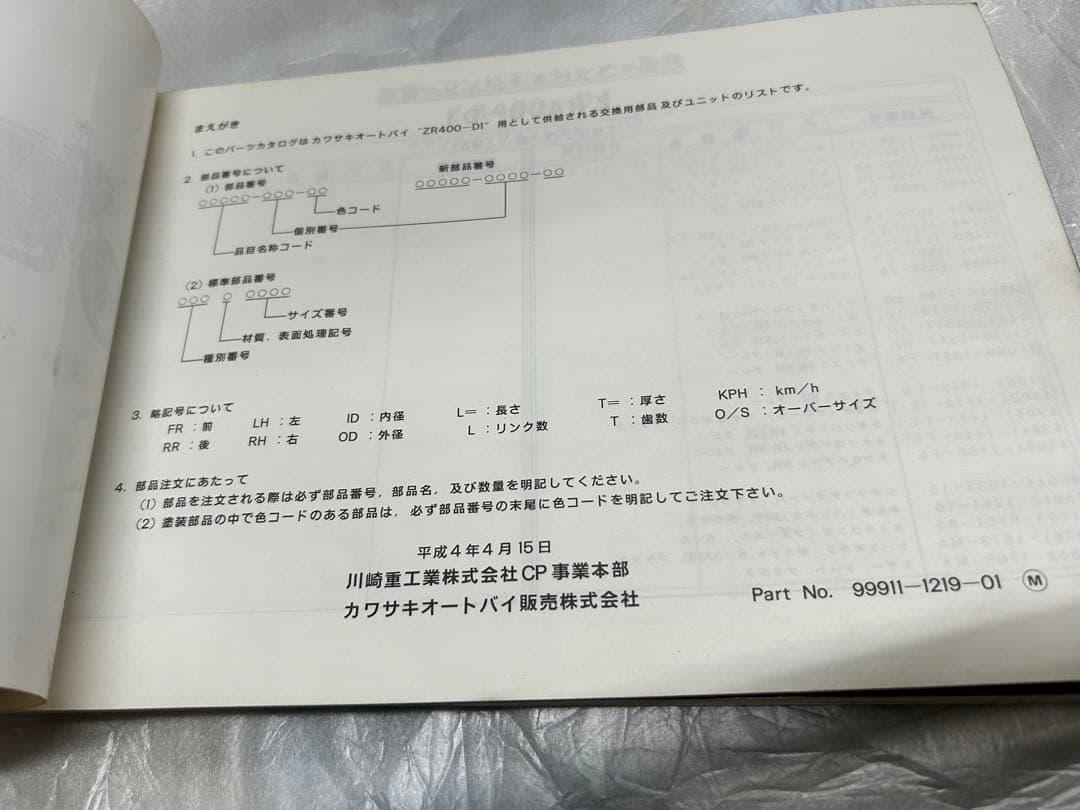 まえがき
1. このパーツカタログは カワサキオートバイ "ZR400-D1" 用として供給される交換用部品 及びユニットのリストです。
2. 部品番号について
(1) 部品番号 新部品番号
○○○○○-○○○-○○ ○○○○○-○○○○-○○
色コード
個別番号
品目名称コード
(2) 標準部品番号
○○○ ○ ○○○○
サイズ番号
材質, 表面処理記号
種別番号
3. 略記号について
FR : 前 LH : 左 ID : 内径 L= : 長さ T= : 厚さ KPH : km/h
RR : 後 RH : 右 OD : 外径 L : リンク数 T : 歯数 O/S : オーバーサイズ
4. 部品注文にあたって
(1) 部品を注文される際は必ず部品番号, 部品名, 及び数量を明記してください。
(2) 塗装部品の中で色コードのある部品は, 必ず部品番号の末尾に色コードを明記してご注文下さい。
平成4年4月15日
川崎重工業株式会社CP事業本部
カワサキオートバイ販売株式会社
Part No. 99911-1219-01 Ⓜ